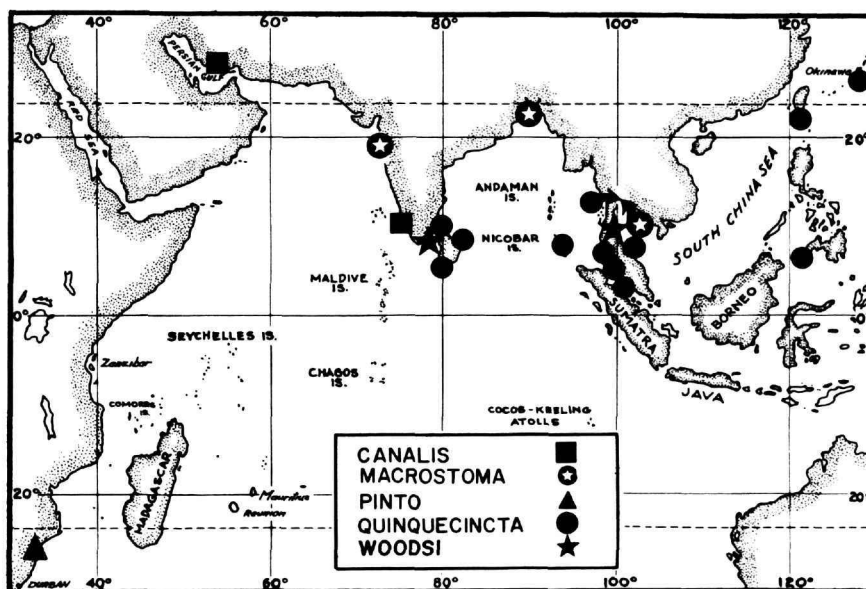 40° 60° 80° 100° 120°
PERSIAN GULF
Okinawa
RED SEA
20° 20°
ANDAMAN IS.
SOUTH CHINA SEA
NICOBAR IS.
MALDIVE IS.
0° 0°
SUMATRA
BORNEO
SEYCHELLES IS.
Zanzibar
CHAGOS IS.
JAVA
COMOROS IS.
COCOS-KEELING ATOLLS
MADAGASCAR
CANALIS
MACROSTOMA
PINTO
QUINQUECINCTA
WOODSI
20° 20°
Mauritius
Reunion
DURBAN
40° 60° 80° 100° 120°